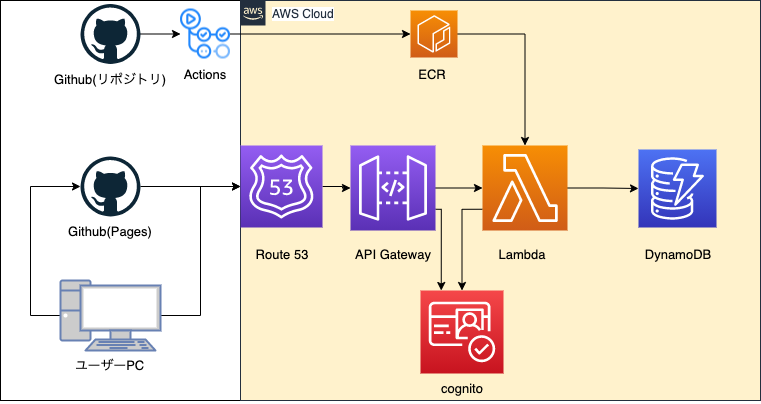 aws
AWS Cloud
Github(リポジトリ)
Actions
ECR
53
Github(Pages)
Route 53
API Gateway
Lambda
DynamoDB
ユーザーPC
cognito